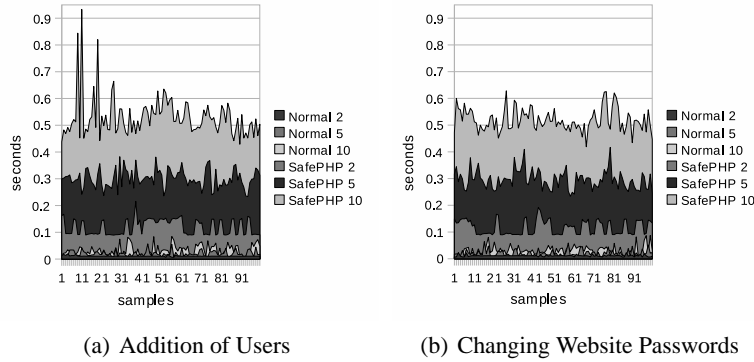 0.9
0.8
0.7
0.6
0.5
0.4
0.3
0.2
0.1
0
seconds
1 11 21 31 41 51 61 71 81 91
samples
Normal 2
Normal 5
Normal 10
SafePHP 2
SafePHP 5
SafePHP 10
(a) Addition of Users
0.9
0.8
0.7
0.6
0.5
0.4
0.3
0.2
0.1
0
seconds
1 11 21 31 41 51 61 71 81 91
samples
Normal 2
Normal 5
Normal 10
SafePHP 2
SafePHP 5
SafePHP 10
(b) Changing Website Passwords